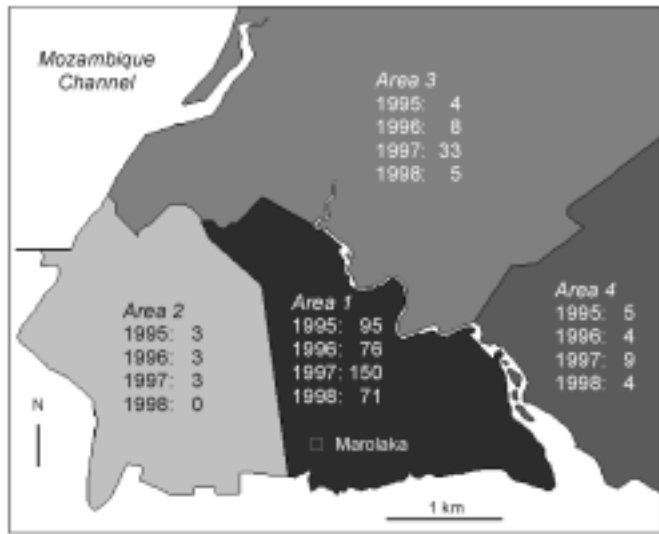 Mozambique
Channel
Area 3
1995: 4
1996: 8
1997: 33
1998: 5
Area 2
1995: 3
1996: 3
1997: 3
1998: 0
Area 1
1995: 95
1996: 76
1997: 150
1998: 71
Area 4
1995: 5
1996: 4
1997: 9
1998: 4
N
Marolaka
1 km